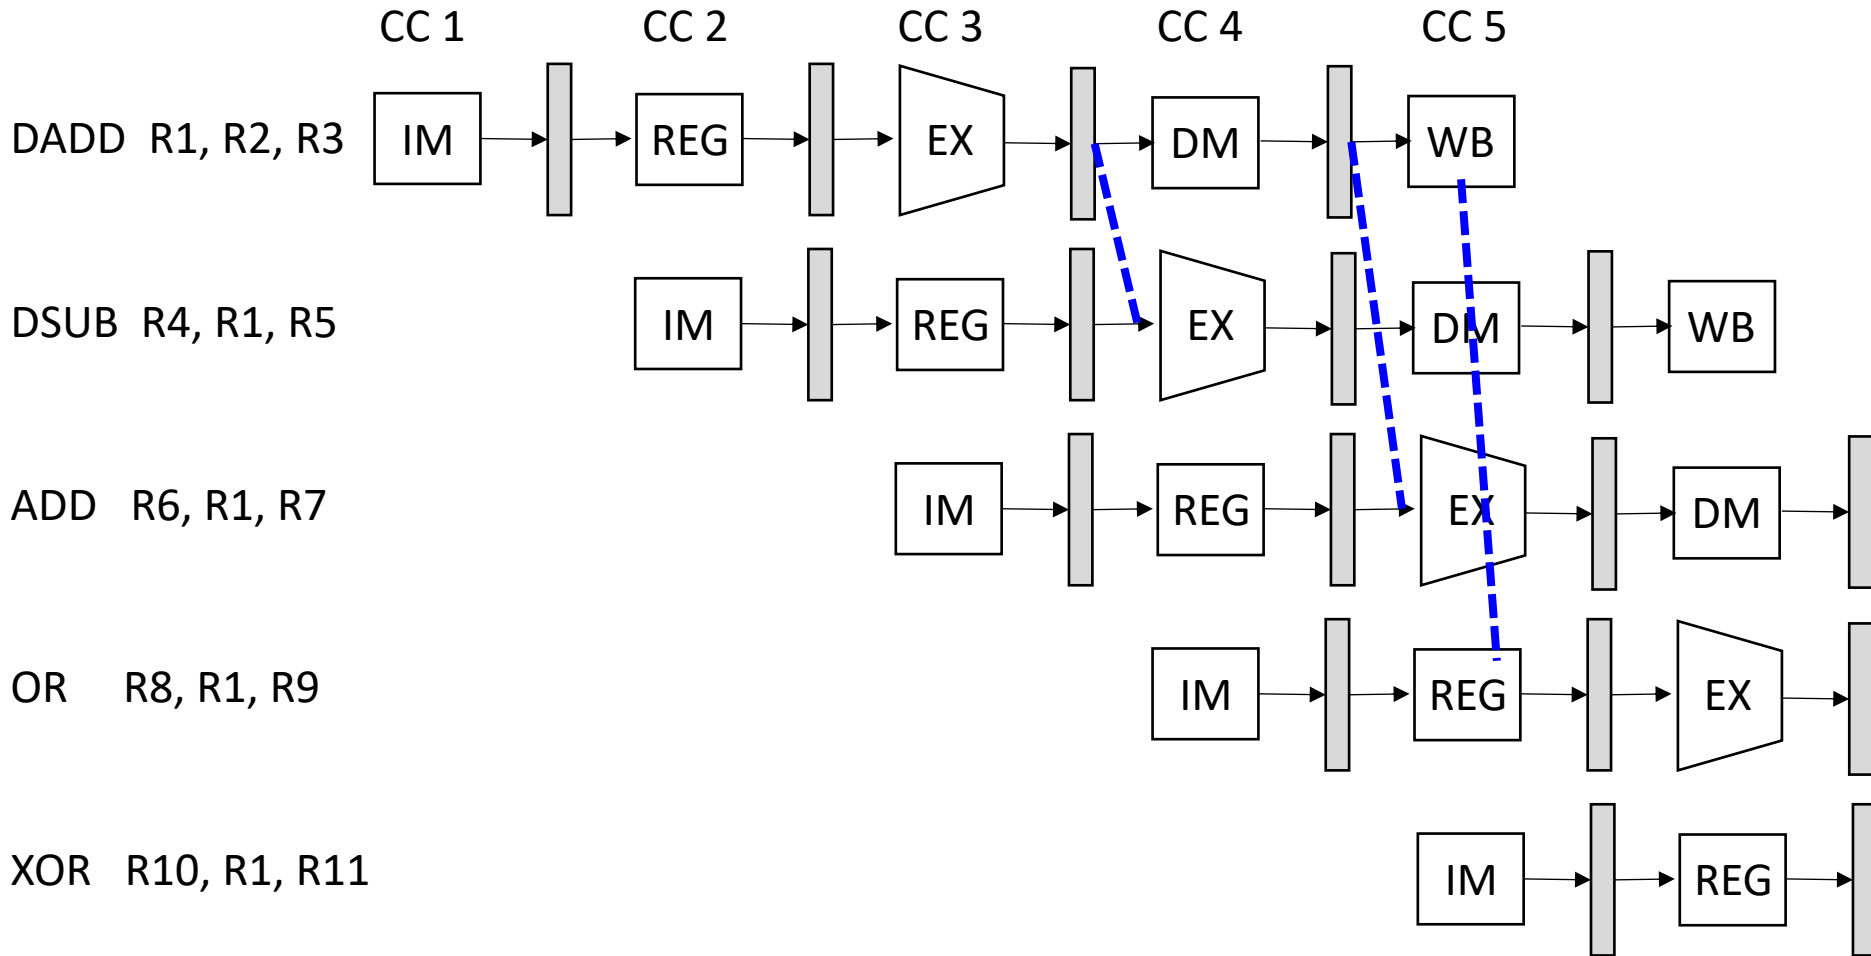 CC 1 CC 2 CC 3 CC 4 CC 5
DADD R1, R2, R3 IM REG EX DM WB
DSUB R4, R1, R5 IM REG EX DM WB
ADD R6, R1, R7 IM REG EX DM
OR R8, R1, R9 IM REG EX
XOR R10, R1, R11 IM REG